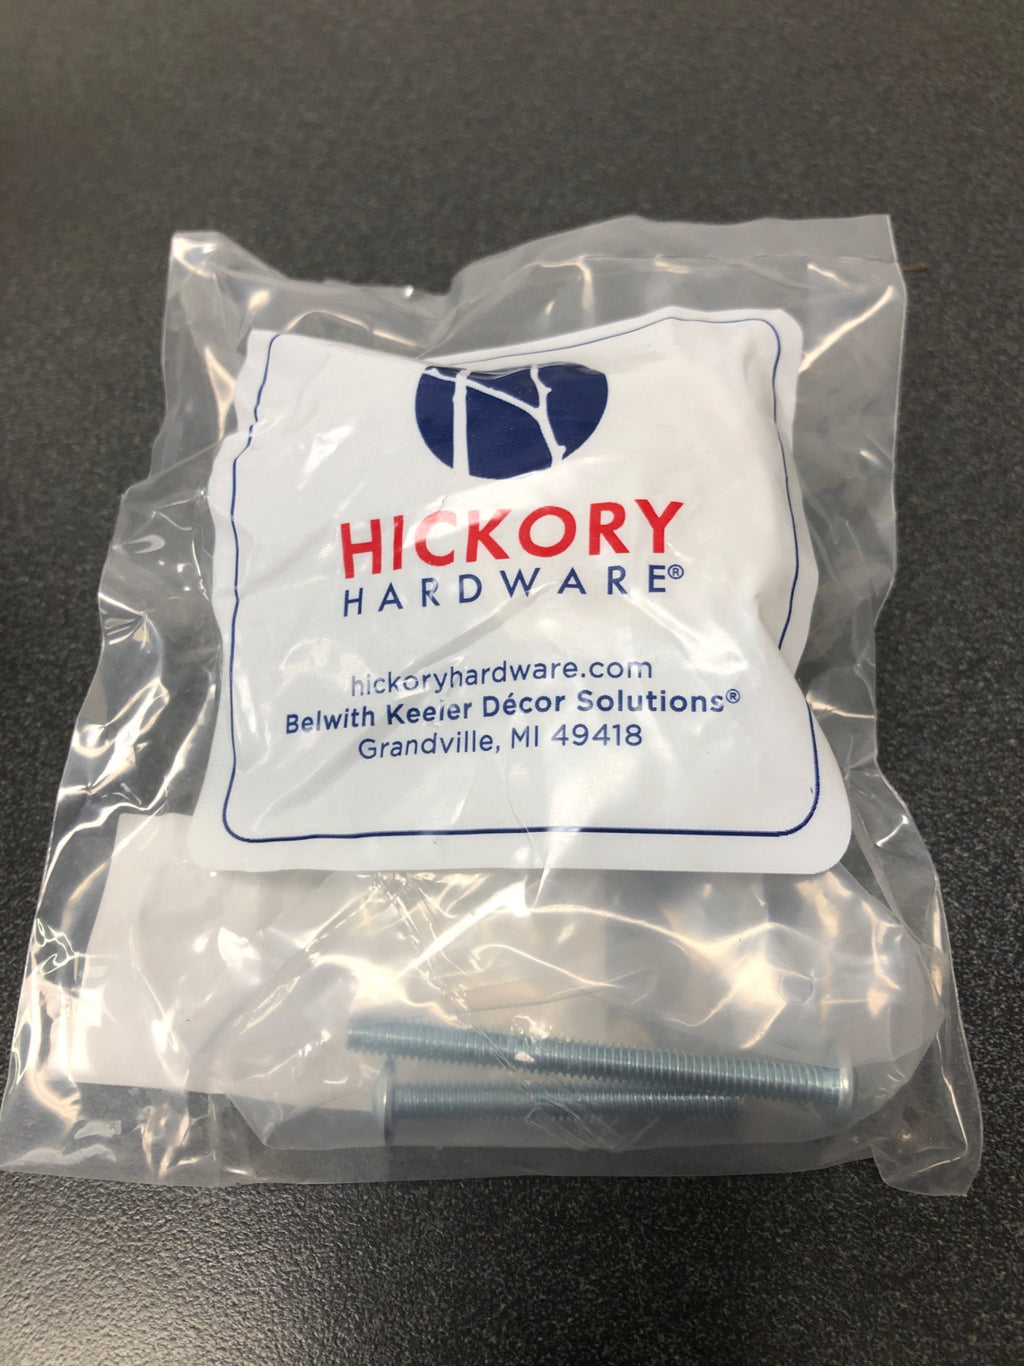 HICKORY
HARDWARE®
hickoryhardware.com
Belwith Keeler Décor Solutions®
Grandville, MI 49418